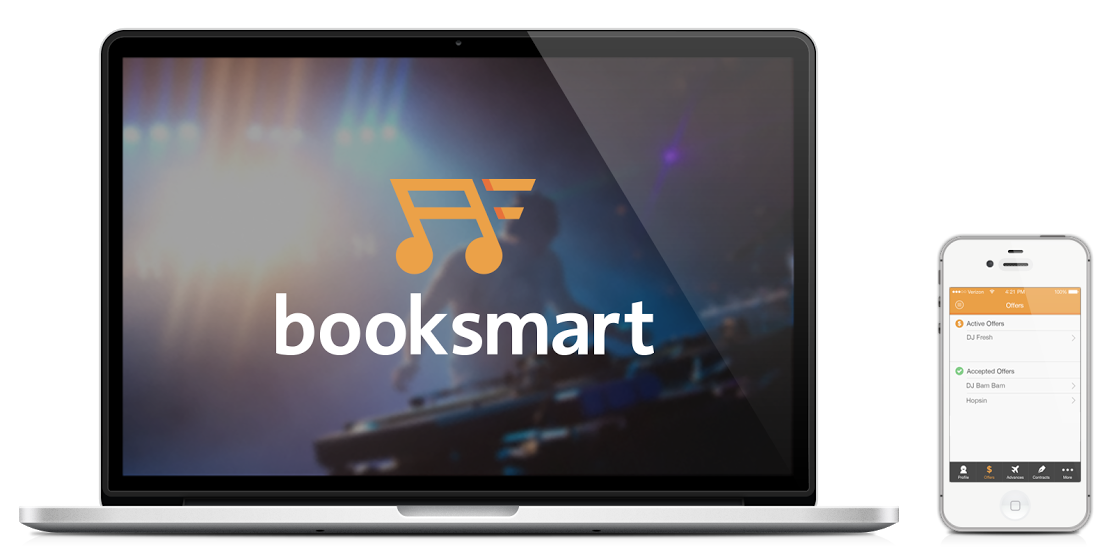 booksmart
Verizon 4:21 PM 100%
Offers
Active Offers
DJ Fresh
Accepted Offers
DJ Bam Bam
Hopsin
Profile Offers Advances Contracts More